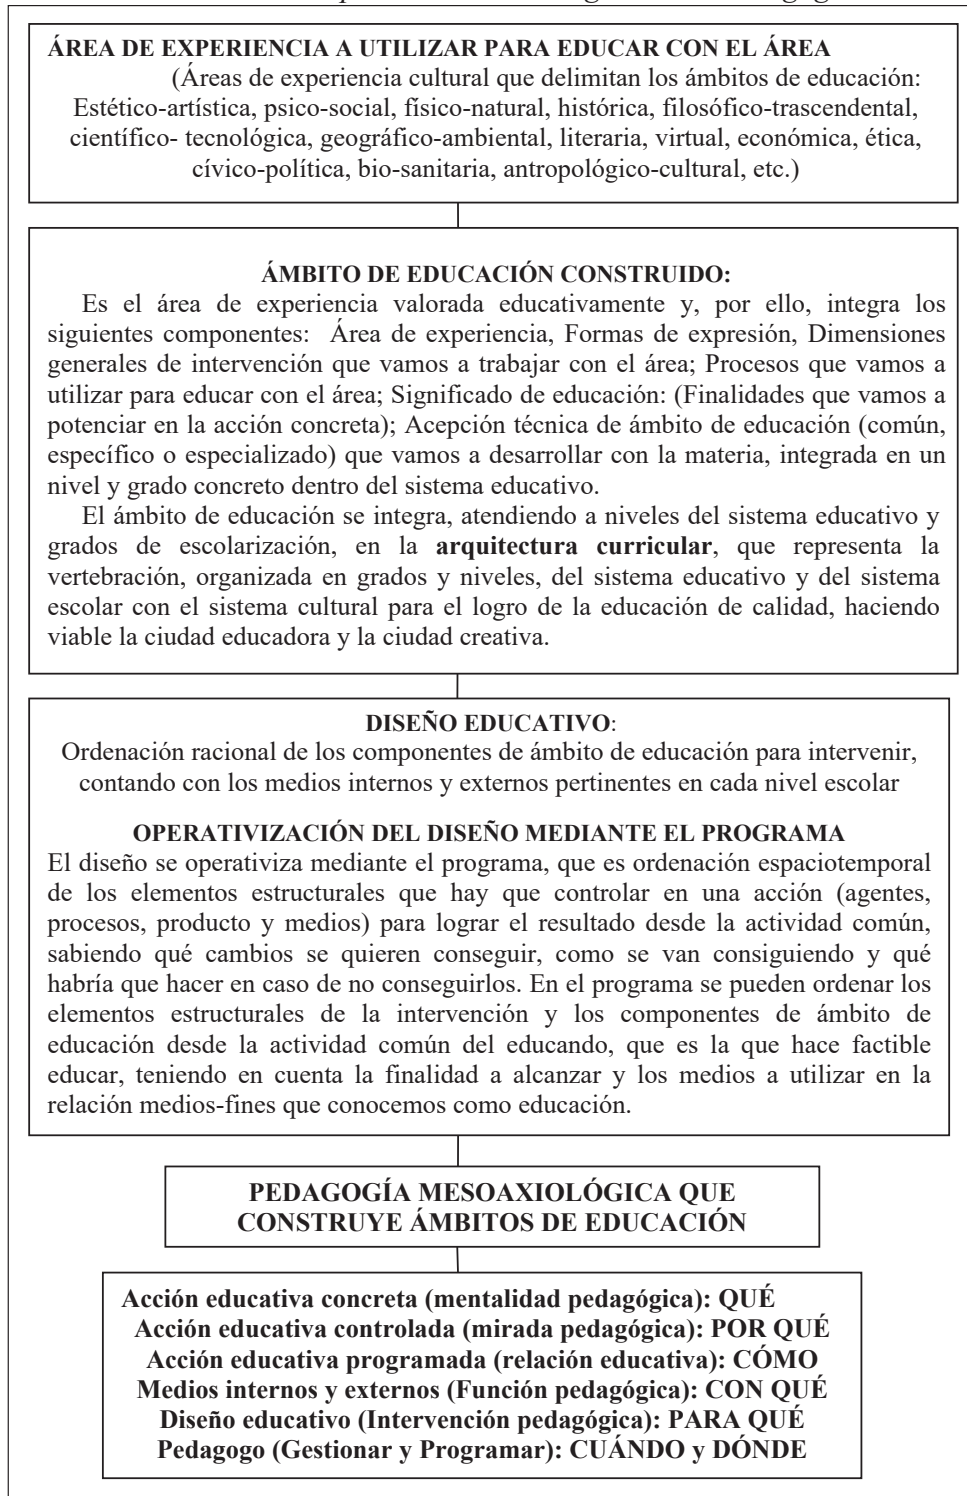 ÁREA DE EXPERIENCIA A UTILIZAR PARA EDUCAR CON EL ÁREA
(Áreas de experiencia cultural que delimitan los ámbitos de educación:
Estético-artística, psico-social, físico-natural, histórica, filosófico-trascendental,
científico- tecnológica, geográfico-ambiental, literaria, virtual, económica, ética,
cívico-política, bio-sanitaria, antropológico-cultural, etc.)
ÁMBITO DE EDUCACIÓN CONSTRUIDO:
Es el área de experiencia valorada educativamente y, por ello, integra los
siguientes componentes: Área de experiencia, Formas de expresión, Dimensiones
generales de intervención que vamos a trabajar con el área; Procesos que vamos a
utilizar para educar con el área; Significado de educación: (Finalidades que vamos a
potenciar en la acción concreta); Acepción técnica de ámbito de educación (común,
específico o especializado) que vamos a desarrollar con la materia, integrada en un
nivel y grado concreto dentro del sistema educativo.
El ámbito de educación se integra, atendiendo a niveles del sistema educativo y
grados de escolarización, en la arquitectura curricular, que representa la
vertebración, organizada en grados y niveles, del sistema educativo y del sistema
escolar con el sistema cultural para el logro de la educación de calidad, haciendo
viable la ciudad educadora y la ciudad creativa.
DISEÑO EDUCATIVO:
Ordenación racional de los componentes de ámbito de educación para intervenir,
contando con los medios internos y externos pertinentes en cada nivel escolar
OPERATIVIZACIÓN DEL DISEÑO MEDIANTE EL PROGRAMA
El diseño se operativiza mediante el programa, que es ordenación espaciotemporal
de los elementos estructurales que hay que controlar en una acción (agentes,
procesos, producto y medios) para lograr el resultado desde la actividad común,
sabiendo qué cambios se quieren conseguir, como se van consiguiendo y qué
habría que hacer en caso de no conseguirlos. En el programa se pueden ordenar los
elementos estructurales de la intervención y los componentes de ámbito de
educación desde la actividad común del educando, que es la que hace factible
educar, teniendo en cuenta la finalidad a alcanzar y los medios a utilizar en la
relación medios-fines que conocemos como educación.
PEDAGOGÍA MESOAXIOLÓGICA QUE
CONSTRUYE ÁMBITOS DE EDUCACIÓN
Acción educativa concreta (mentalidad pedagógica): QUÉ
Acción educativa controlada (mirada pedagógica): POR QUÉ
Acción educativa programada (relación educativa): CÓMO
Medios internos y externos (Función pedagógica): CON QUÉ
Diseño educativo (Intervención pedagógica): PARA QUÉ
Pedagogo (Gestionar y Programar): CUÁNDO y DÓNDE